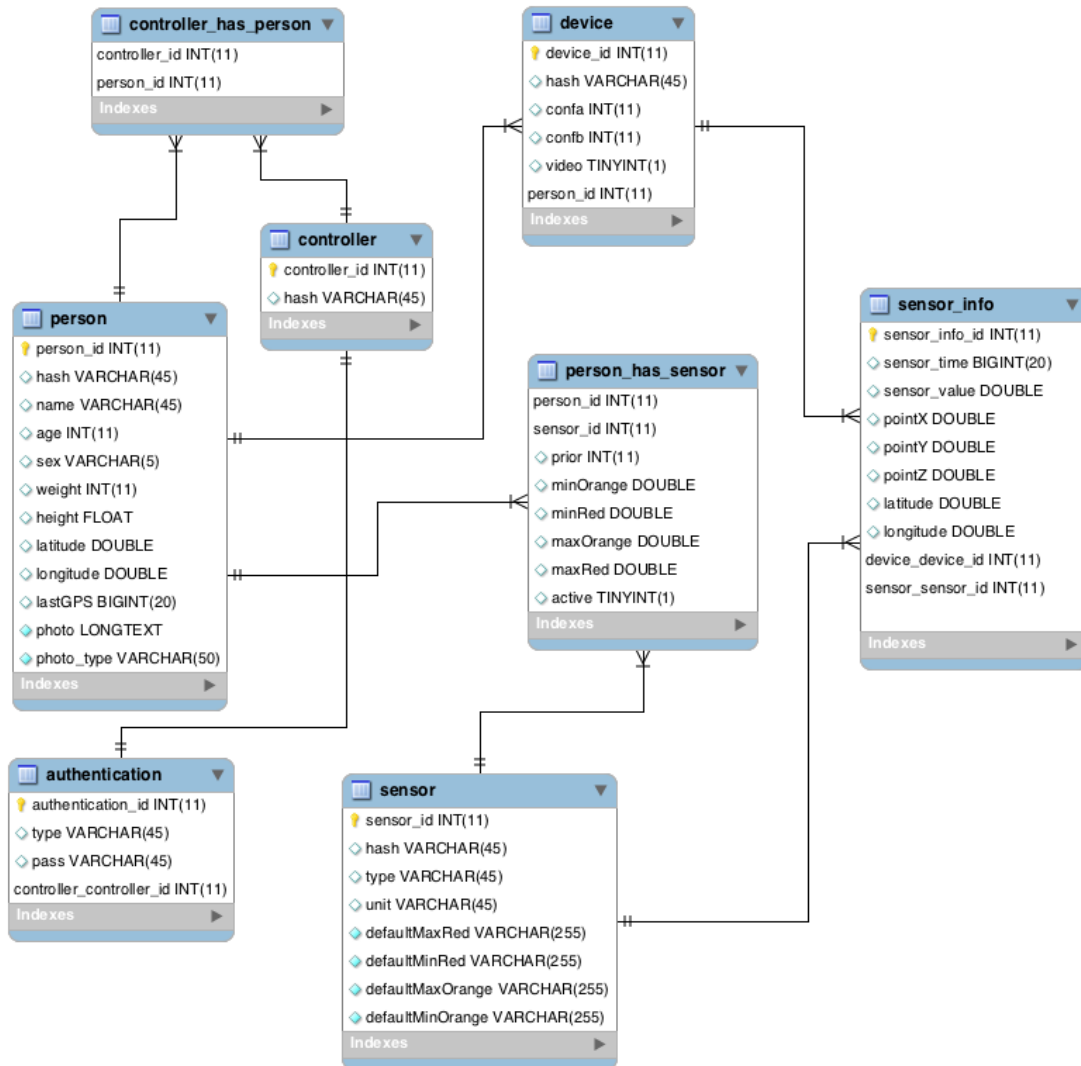 controller_has_person
controller_id INT(11)
person_id INT(11)
Indexes
device
device_id INT(11)
hash VARCHAR(45)
confa INT(11)
confb INT(11)
video TINYINT(1)
person_id INT(11)
Indexes
controller
controller_id INT(11)
hash VARCHAR(45)
Indexes
person
person_id INT(11)
hash VARCHAR(45)
name VARCHAR(45)
age INT(11)
sex VARCHAR(5)
weight INT(11)
height FLOAT
latitude DOUBLE
longitude DOUBLE
lastGPS BIGINT(20)
photo LONGTEXT
photo_type VARCHAR(50)
Indexes
person_has_sensor
person_id INT(11)
sensor_id INT(11)
prior INT(11)
minOrange DOUBLE
minRed DOUBLE
maxOrange DOUBLE
maxRed DOUBLE
active TINYINT(1)
Indexes
sensor_info
sensor_info_id INT(11)
sensor_time BIGINT(20)
sensor_value DOUBLE
pointX DOUBLE
pointY DOUBLE
pointZ DOUBLE
latitude DOUBLE
longitude DOUBLE
device_device_id INT(11)
sensor_sensor_id INT(11)
Indexes
authentication
authentication_id INT(11)
type VARCHAR(45)
pass VARCHAR(45)
controller_controller_id INT(11)
Indexes
sensor
sensor_id INT(11)
hash VARCHAR(45)
type VARCHAR(45)
unit VARCHAR(45)
defaultMaxRed VARCHAR(255)
defaultMinRed VARCHAR(255)
defaultMaxOrange VARCHAR(255)
defaultMinOrange VARCHAR(255)
Indexes